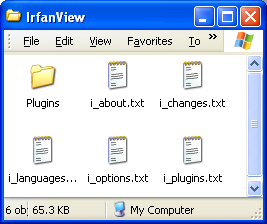 IrfanView
File Edit View Favorites To »
Plugins i_about.txt i_changes.txt
i_languages... i_options.txt i_plugins.txt
6 obj 65.3 KB My Computer